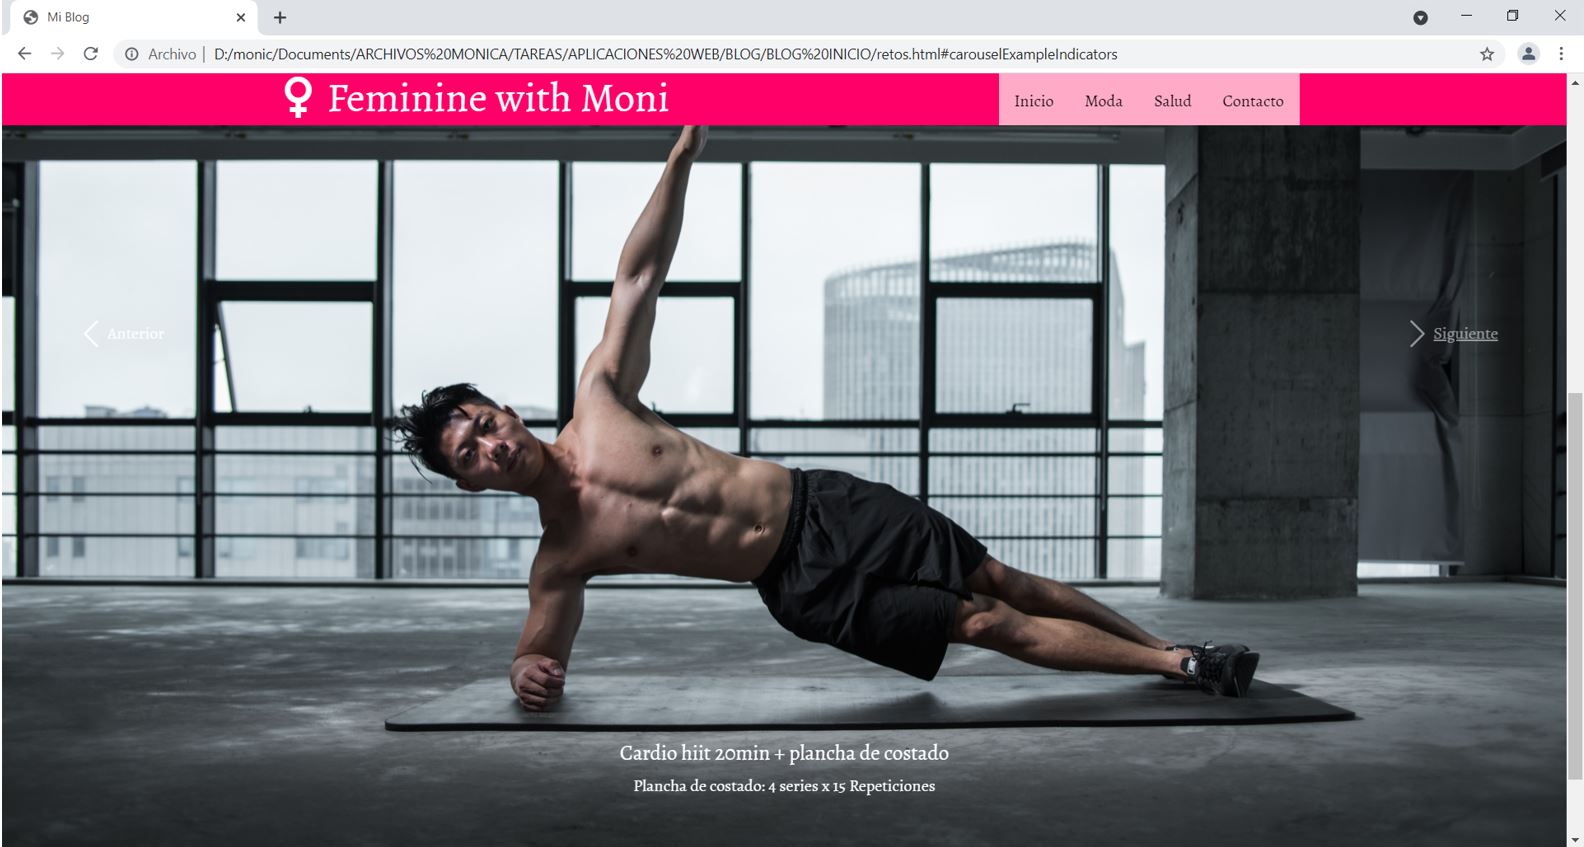 Mi Blog
Archivo | D:/monic/Documents/ARCHIVOS%20MONICA/TAREAS/APLICACIONES%20WEB/BLOG/BLOG%20INICIO/retos.html#carouselExampleIndicators
Feminine with Moni
Inicio Moda Salud Contacto
Anterior
Siguiente
Cardio hiit 20min + plancha de costado
Plancha de costado: 4 series x 15 Repeticiones